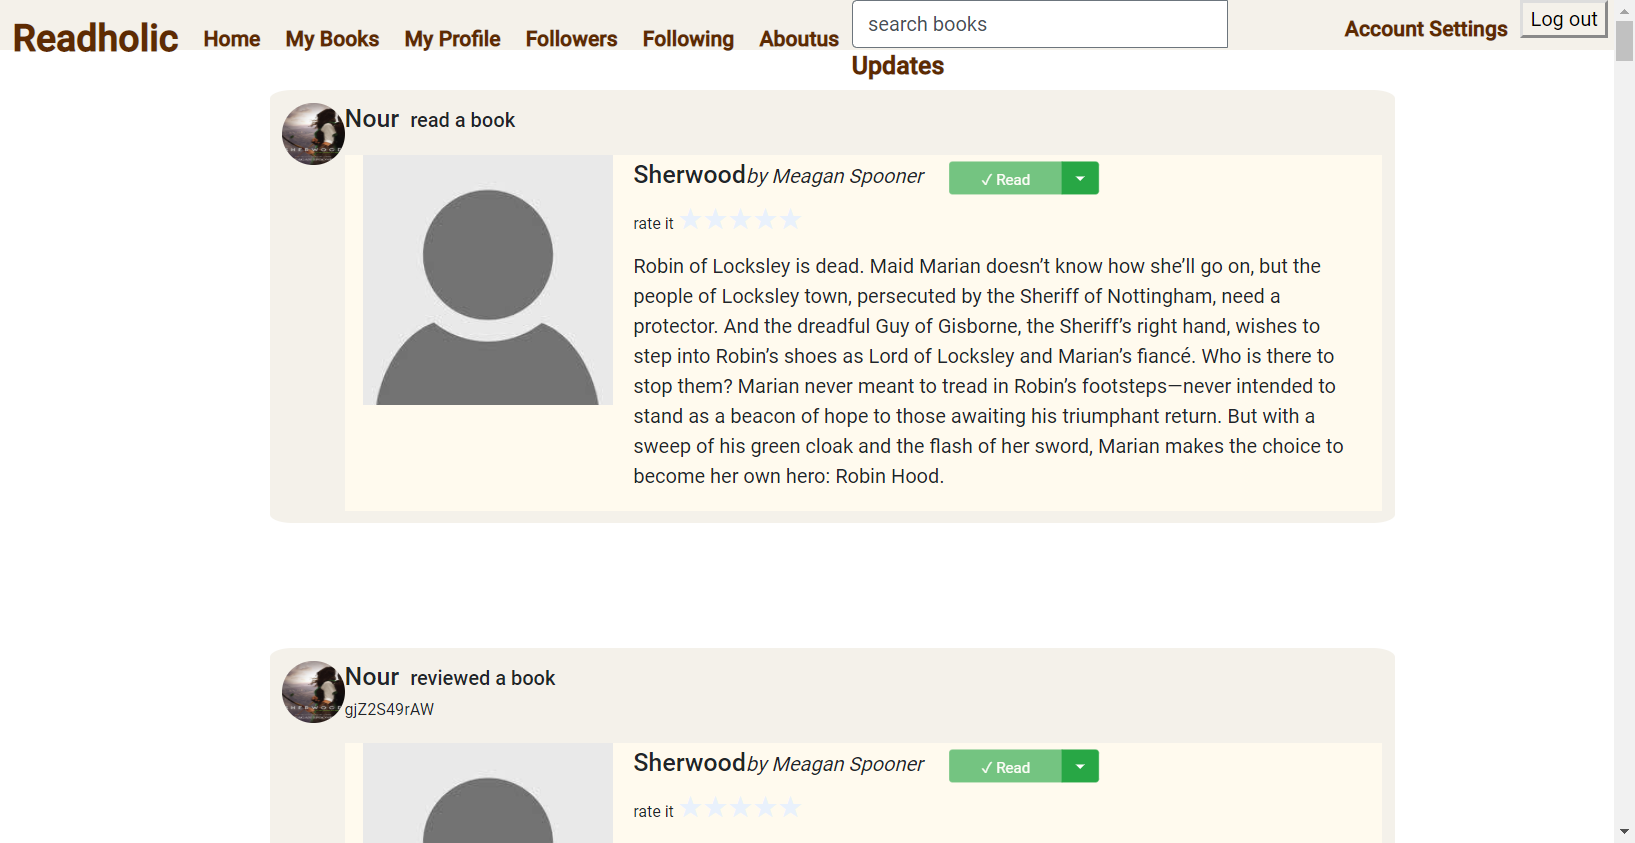 Readholic Home My Books My Profile Followers Following Aboutus search books Account Settings Log out
Updates
Nour read a book
Sherwood by Meagan Spooner ✓ Read
rate it
Robin of Locksley is dead. Maid Marian doesn’t know how she’ll go on, but the
people of Locksley town, persecuted by the Sheriff of Nottingham, need a
protector. And the dreadful Guy of Gisborne, the Sheriff’s right hand, wishes to
step into Robin’s shoes as Lord of Locksley and Marian’s fiancé. Who is there to
stop them? Marian never meant to tread in Robin’s footsteps—never intended to
stand as a beacon of hope to those awaiting his triumphant return. But with a
sweep of his green cloak and the flash of her sword, Marian makes the choice to
become her own hero: Robin Hood.
Nour reviewed a book
gjZ2S49rAW
Sherwood by Meagan Spooner ✓ Read
rate it